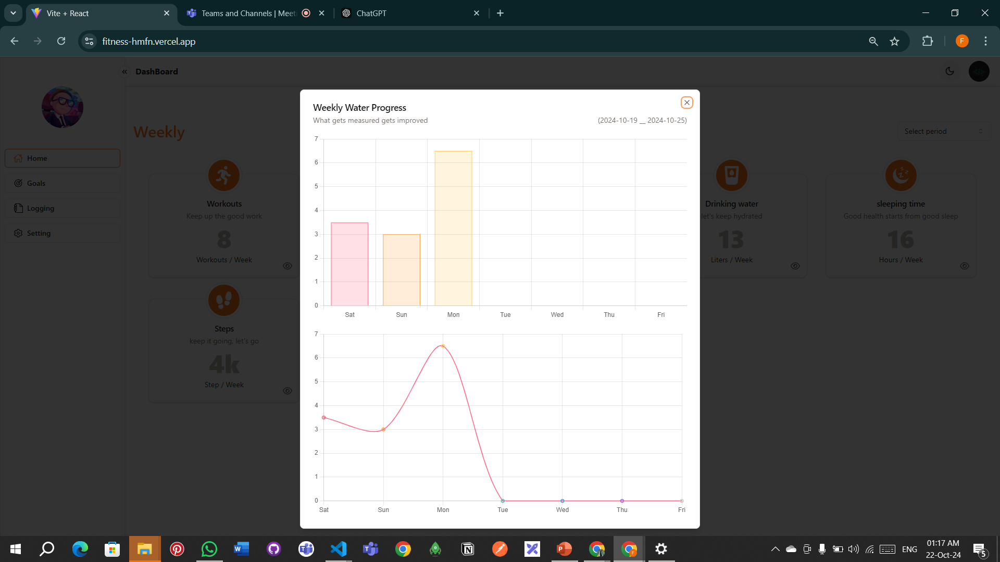 Vite + React
Teams and Channels | Meet
ChatGPT
fitness-hmfn.vercel.app
F
DashBoard
Weekly
Select period
Home
Goals
Logging
Setting
Workouts
Keep up the good work
8
Workouts / Week
Steps
keep it going, let's go
4k
Step / Week
Weekly Water Progress
What gets measured gets improved
(2024-10-19 __ 2024-10-25)
7
6
5
4
3
2
1
0
Sat Sun Mon Tue Wed Thu Fri
7
6
5
4
3
2
1
0
Sat Sun Mon Tue Wed Thu Fri
Drinking water
let's keep hydrated
13
Liters / Week
sleeping time
Good health starts from good sleep
16
Hours / Week
ENG
01:17 AM
22-Oct-24
5